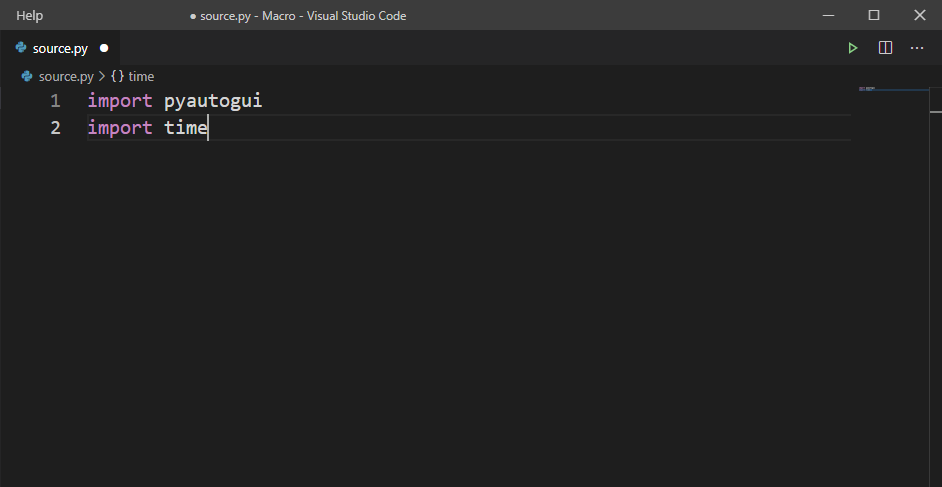 Help
● source.py - Macro - Visual Studio Code
source.py ●
source.py > {} time
1 import pyautogui
2 import time